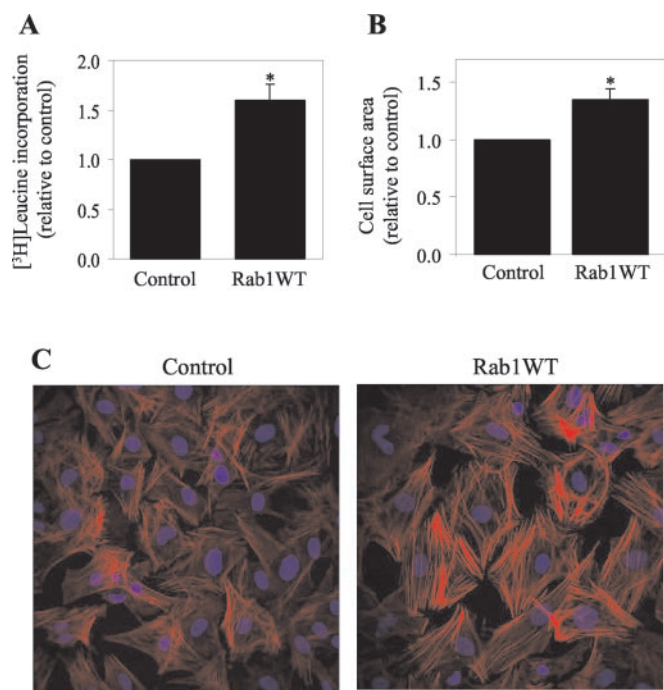 A
[³H]Leucine incorporation
(relative to control)
2.0
1.5
1.0
0.5
0.0
*
Control
Rab1WT
B
Cell surface area
(relative to control)
1.5
1.0
0.5
0.0
*
Control
Rab1WT
C
Control
Rab1WT